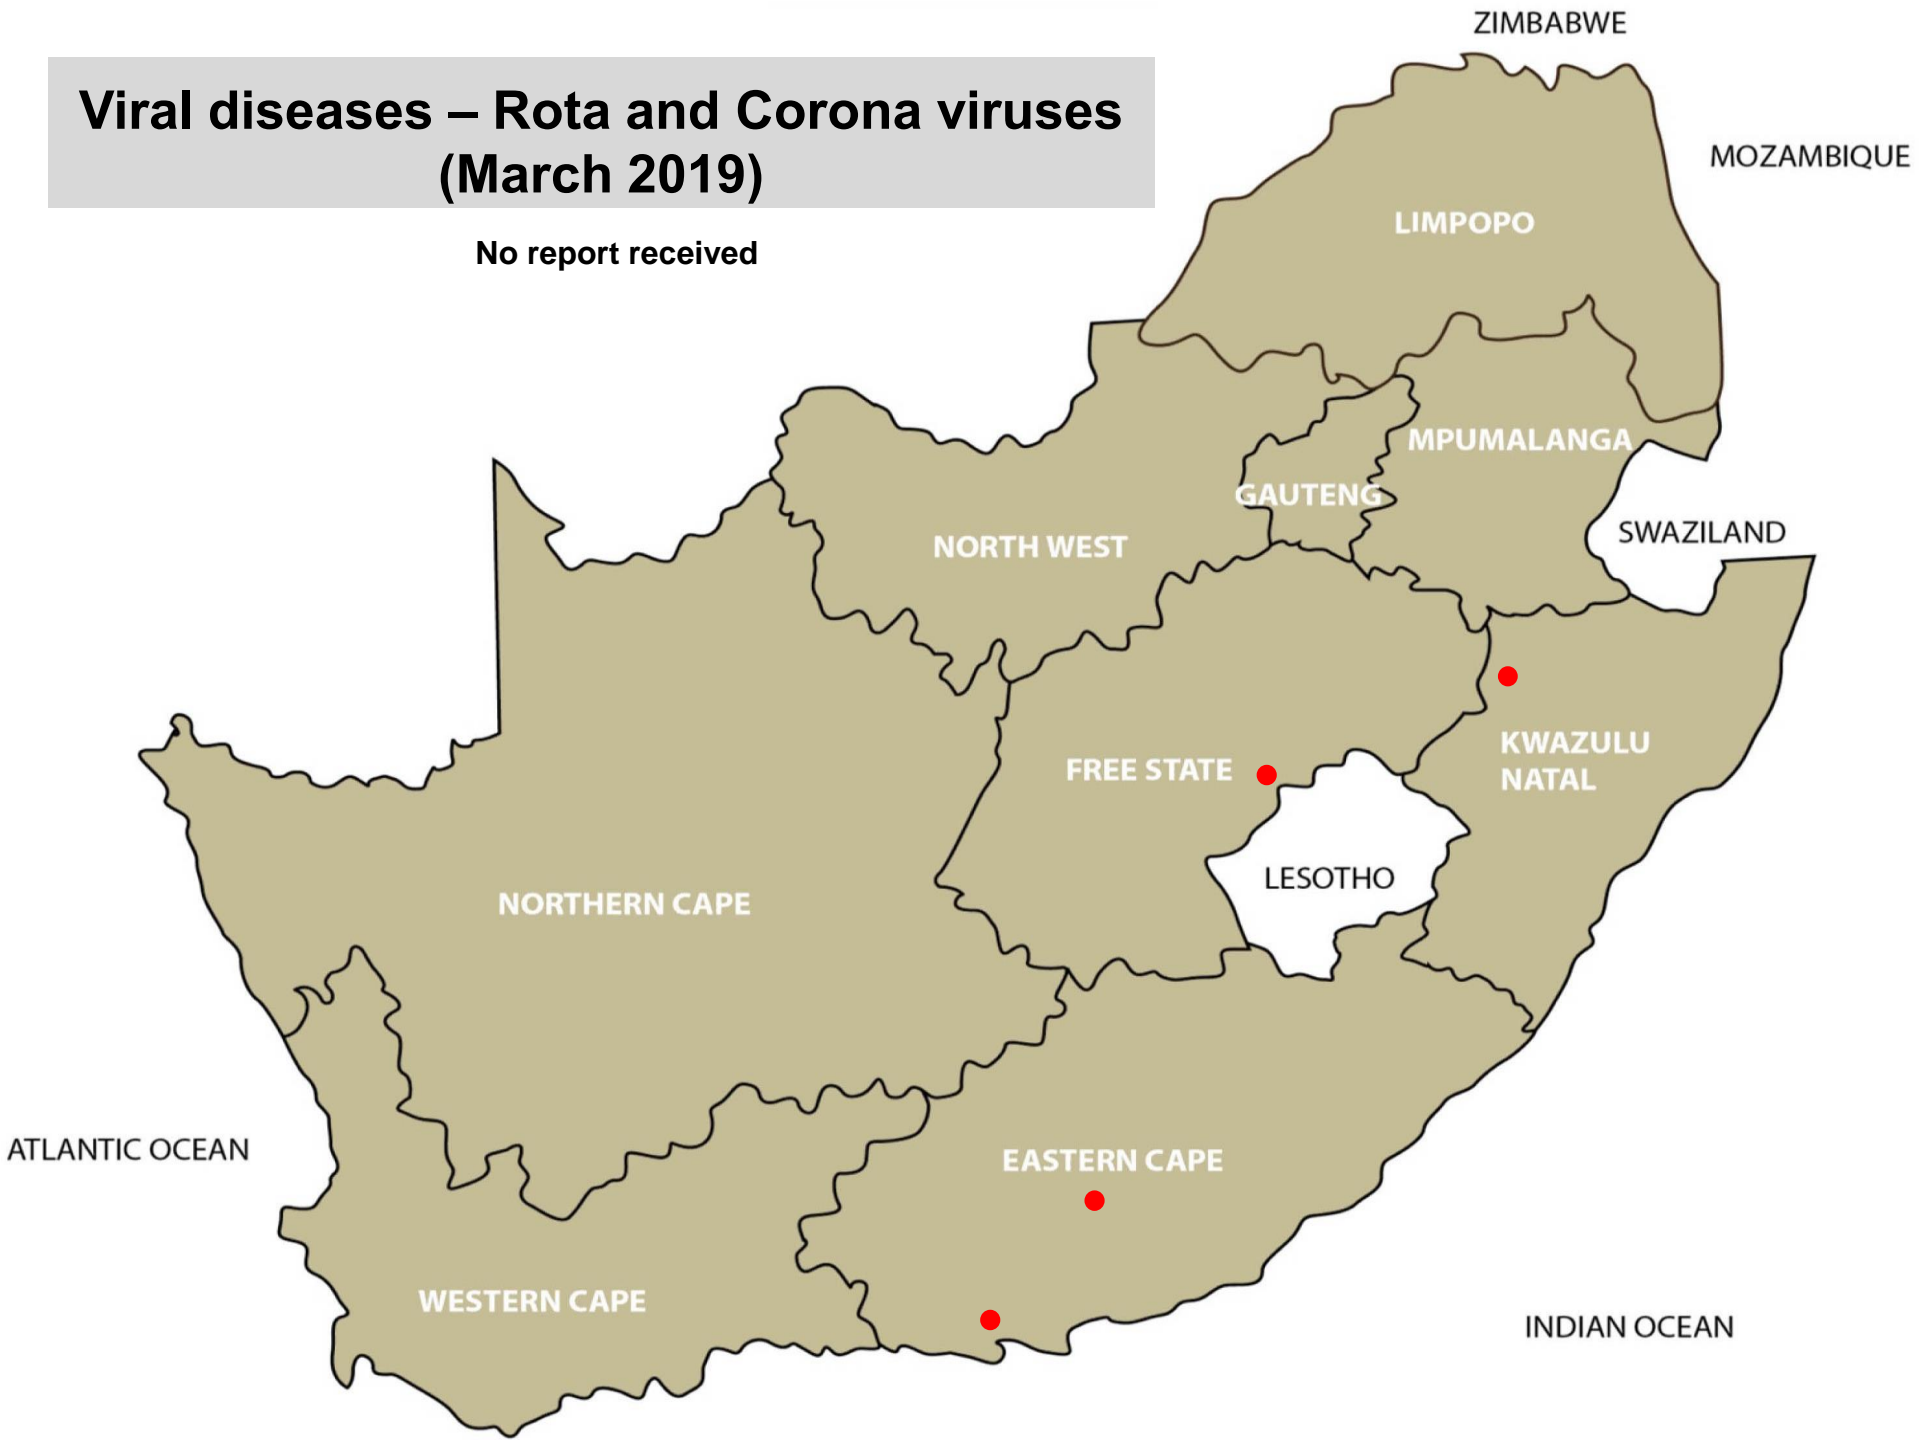 ZIMBABWE
Viral diseases – Rota and Corona viruses
(March 2019)
MOZAMBIQUE
LIMPOPO
No report received
MPUMALANGA
GAUTENG
SWAZILAND
NORTH WEST
KWAZULU
NATAL
FREE STATE
LESOTHO
NORTHERN CAPE
ATLANTIC OCEAN
EASTERN CAPE
WESTERN CAPE
INDIAN OCEAN